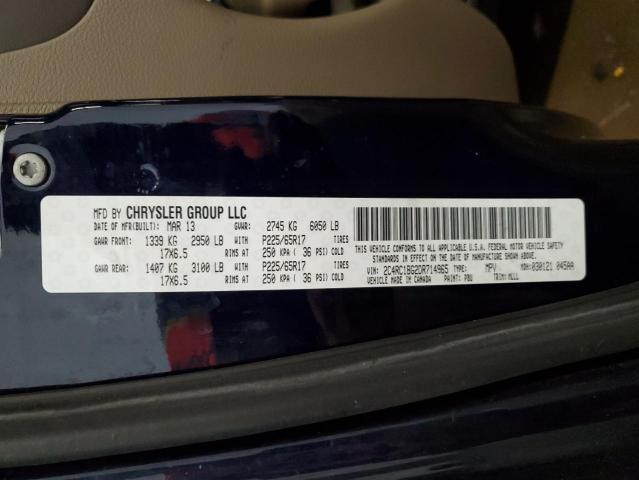 MFD BY CHRYSLER GROUP LLC
DATE OF MFR(BUILT): MAR 13 GVWR: 2745 KG 6050 LB
GAWR FRONT: 1339 KG 2950 LB WITH P225/65R17 TIRES
17X6.5 RIMS AT 250 KPA ( 36 PSI) COLD
GAWR REAR: 1407 KG 3100 LB WITH P225/65R17 TIRES
17X6.5 RIMS AT 250 KPA ( 36 PSI) COLD
THIS VEHICLE CONFORMS TO ALL APPLICABLE U.S.A. FEDERAL MOTOR VEHICLE SAFETY
STANDARDS IN EFFECT ON THE DATE OF MANUFACTURE SHOWN ABOVE.
VIN: 2C4RC1BG2DR714965 TYPE: MPV MDH: 030121 045AA
VEHICLE MADE IN CANADA PAINT: PBU TRIM: MLLL